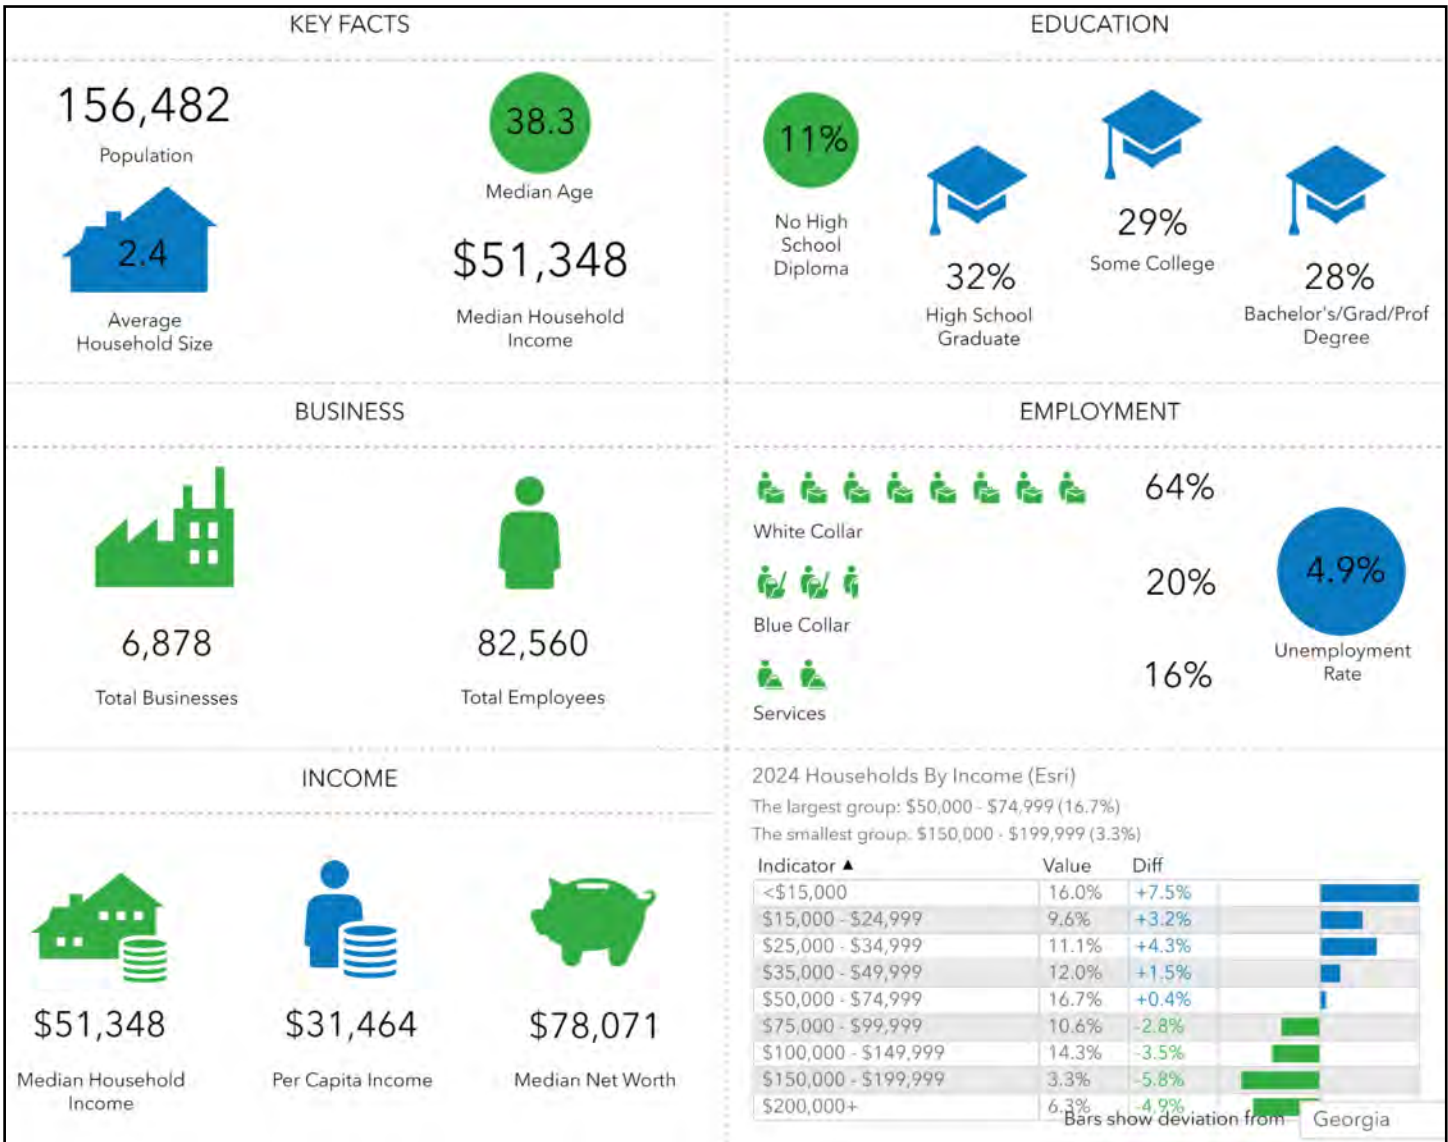 KEY FACTS
156,482
Population
38.3
Median Age
2.4
Average
Household Size
$51,348
Median Household
Income
EDUCATION
11%
No High
School
Diploma
32%
High School
Graduate
29%
Some College
28%
Bachelor's/Grad/Prof
Degree
BUSINESS
6,878
Total Businesses
82,560
Total Employees
EMPLOYMENT
64%
White Collar
20%
Blue Collar
16%
Services
4.9%
Unemployment
Rate
INCOME
$51,348
Median Household
Income
$31,464
Per Capita Income
$78,071
Median Net Worth
2024 Households By Income (Esri)
The largest group: $50,000 - $74,999 (16.7%)
The smallest group: $150,000 - $199,999 (3.3%)
Indicator ▲ Value Diff
<$15,000 16.0% +7.5%
$15,000 - $24,999 9.6% +3.2%
$25,000 - $34,999 11.1% +4.3%
$35,000 - $49,999 12.0% +1.5%
$50,000 - $74,999 16.7% +0.4%
$75,000 - $99,999 10.6% -2.8%
$100,000 - $149,999 14.3% -3.5%
$150,000 - $199,999 3.3% -5.8%
$200,000+ 6.3% -4.9%
Bars show deviation from Georgia